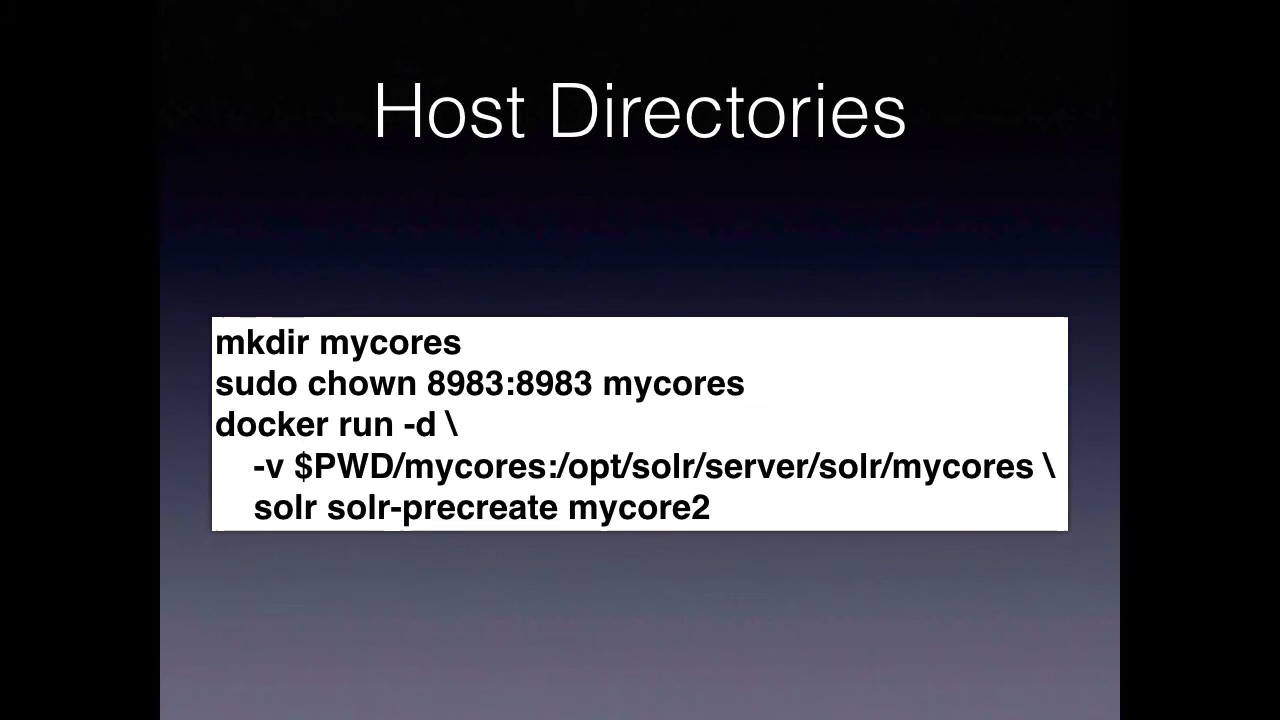 Host Directories
mkdir mycores
sudo chown 8983:8983 mycores
docker run -d \
-v $PWD/mycores:/opt/solr/server/solr/mycores \
solr solr-precreate mycore2